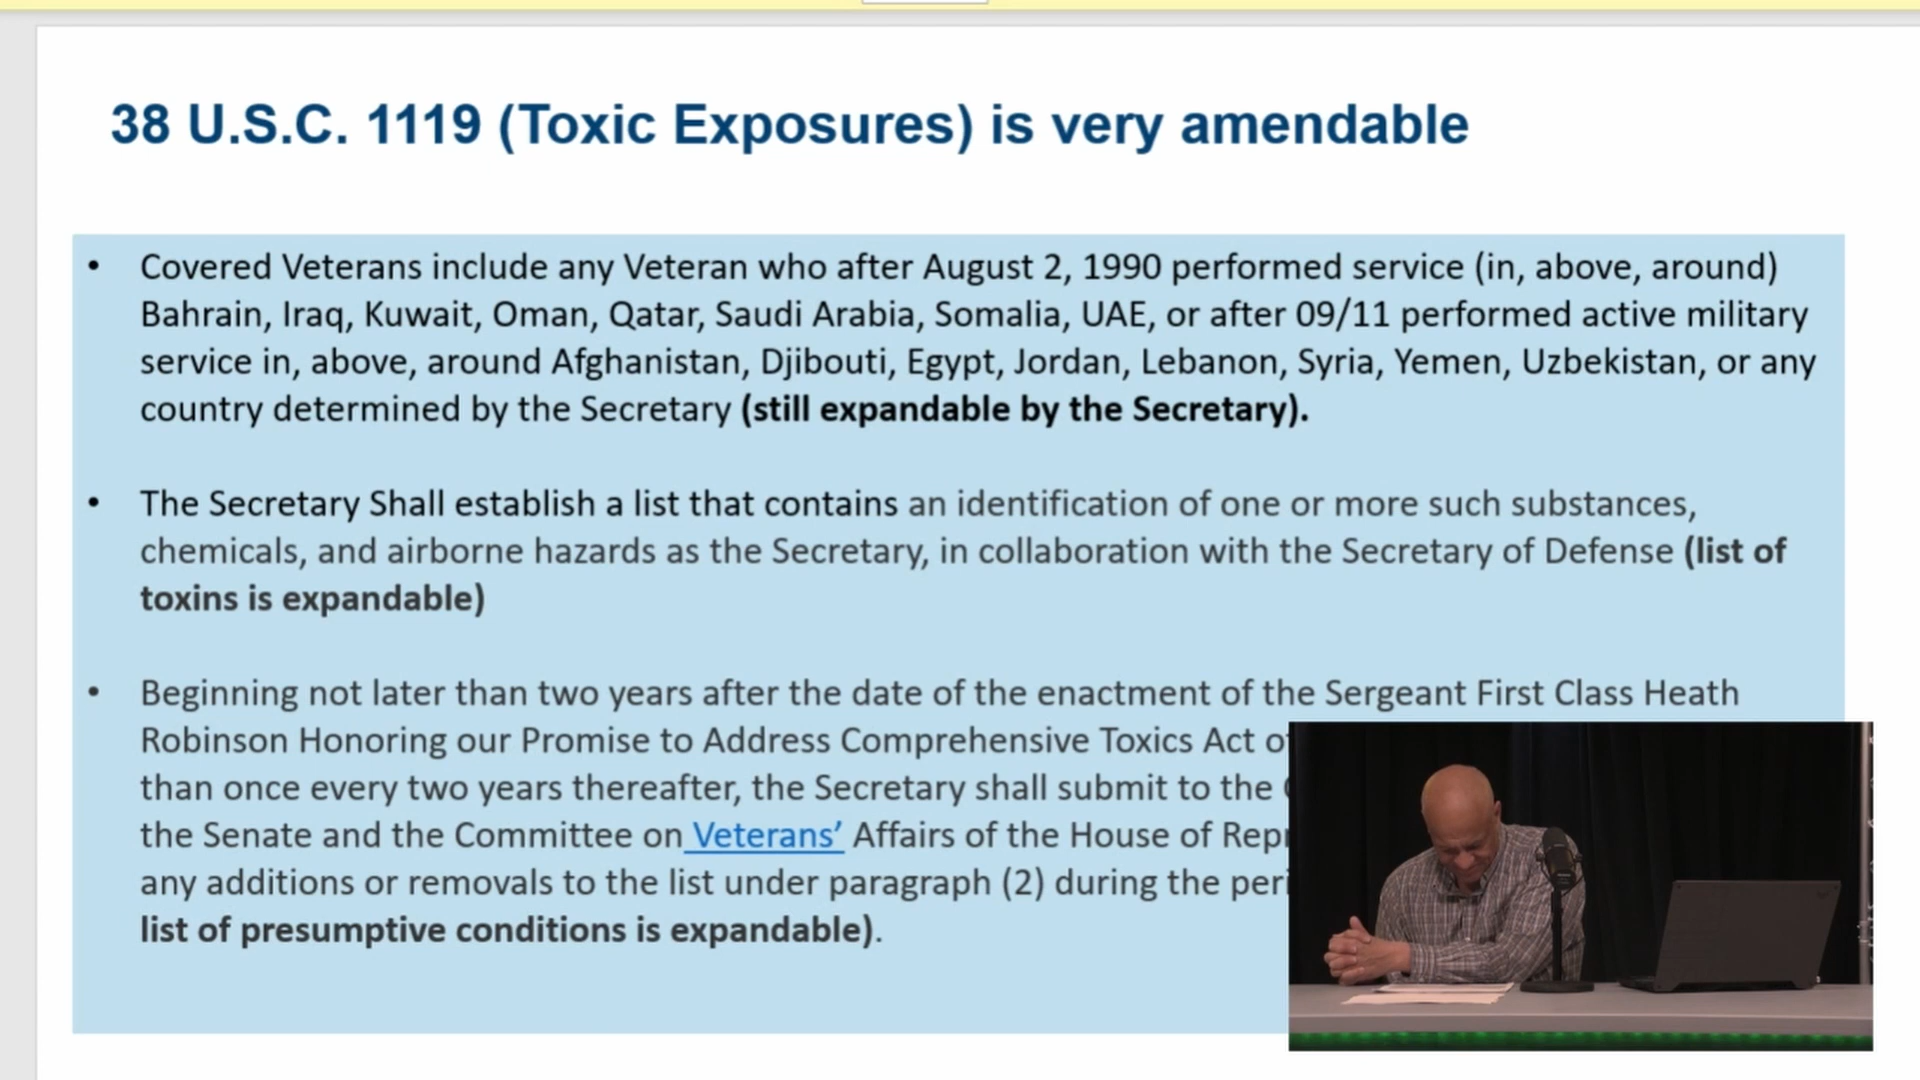 38 U.S.C. 1119 (Toxic Exposures) is very amendable
• Covered Veterans include any Veteran who after August 2, 1990 performed service (in, above, around)
Bahrain, Iraq, Kuwait, Oman, Qatar, Saudi Arabia, Somalia, UAE, or after 09/11 performed active military
service in, above, around Afghanistan, Djibouti, Egypt, Jordan, Lebanon, Syria, Yemen, Uzbekistan, or any
country determined by the Secretary (still expandable by the Secretary).
• The Secretary Shall establish a list that contains an identification of one or more such substances,
chemicals, and airborne hazards as the Secretary, in collaboration with the Secretary of Defense (list of
toxins is expandable)
• Beginning not later than two years after the date of the enactment of the Sergeant First Class Heath
Robinson Honoring our Promise to Address Comprehensive Toxics Act
than once every two years thereafter, the Secretary shall submit to the
the Senate and the Committee on Veterans’ Affairs of the House of
any additions or removals to the list under paragraph (2) during the
list of presumptive conditions is expandable).